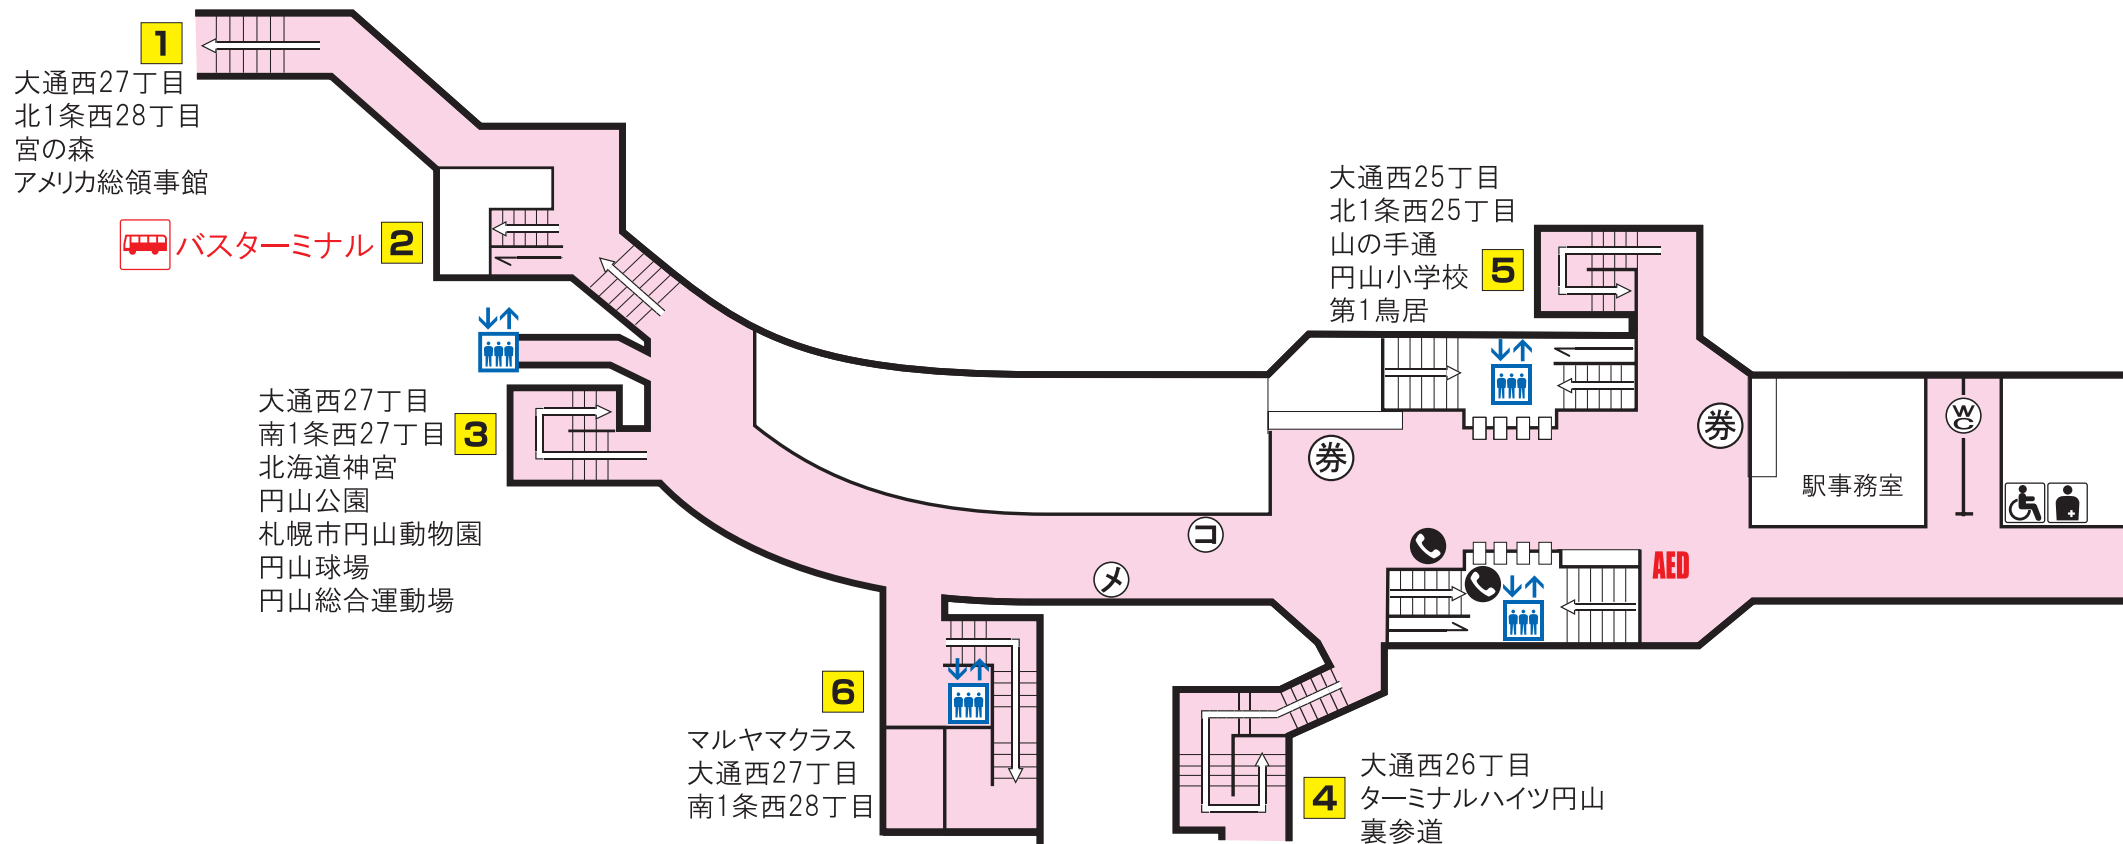 1
大通西27丁目
北1条西28丁目
宮の森
アメリカ総領事館
バスターミナル
2
大通西27丁目
南1条西27丁目
北海道神宮
円山公園
札幌市円山動物園
円山球場
円山総合運動場
3
大通西25丁目
北1条西25丁目
山の手通
円山小学校
第1鳥居
5
券
券
WC
駅事務室
コ
メ
AED
6
マルヤマクラス
大通西27丁目
南1条西28丁目
4
大通西26丁目
ターミナルハイツ円山
裏参道